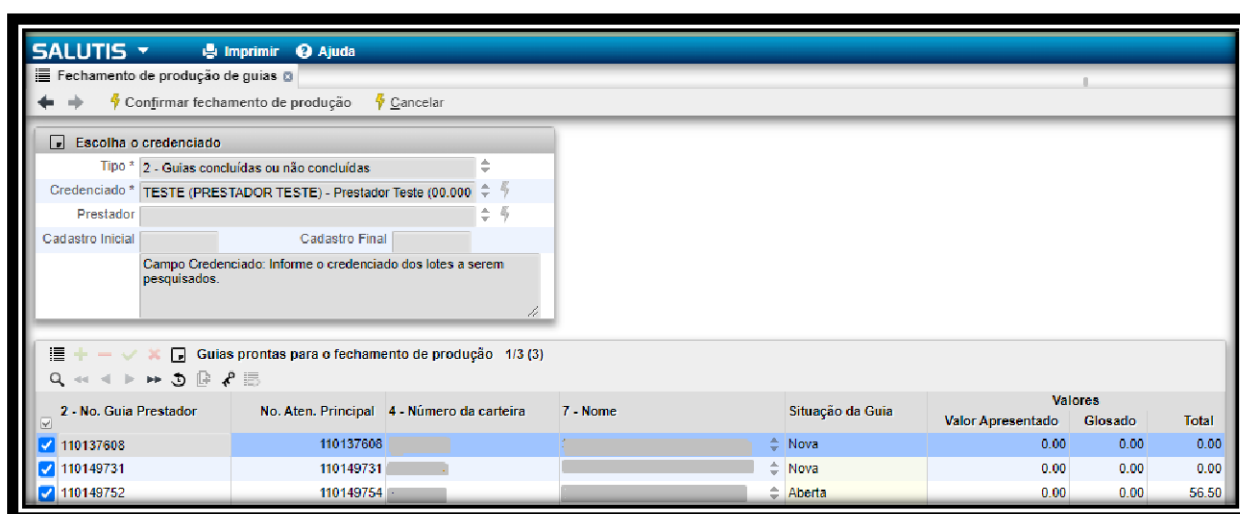 SALUTIS Imprimir Ajuda
Fechamento de produção de guias
Confirmar fechamento de produção Cancelar
Escolha o credenciado
Tipo * 2 - Guias concluídas ou não concluídas
Credenciado * TESTE (PRESTADOR TESTE) - Prestador Teste (00.000
Prestador
Cadastro Inicial Cadastro Final
Campo Credenciado: Informe o credenciado dos lotes a serem
pesquisados.
Guias prontas para o fechamento de produção 1/3 (3)
2 - No. Guia Prestador No. Aten. Principal 4 - Número da carteira 7 - Nome Situação da Guia Valores
Valor Apresentado Glosado Total
110137608 110137608 Nova 0.00 0.00 0.00
110149731 110149731 Nova 0.00 0.00 0.00
110149752 110149754 Aberta 0.00 0.00 56.50